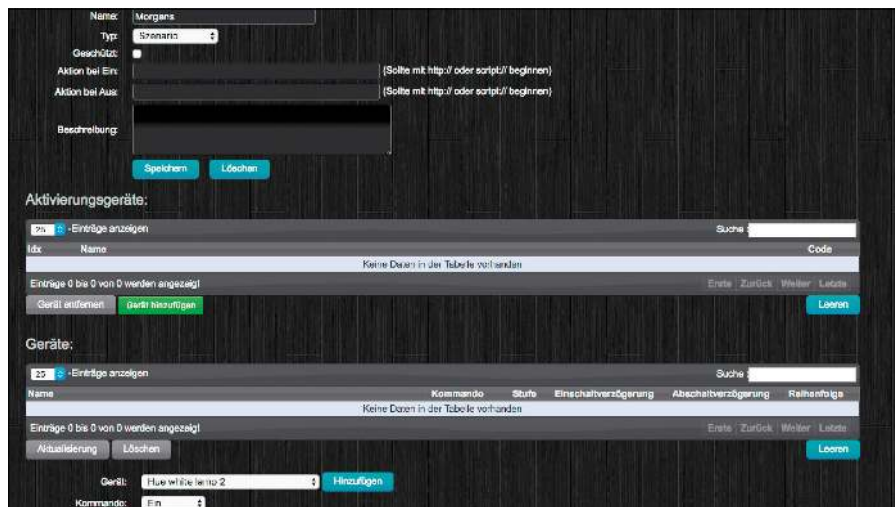 Name: Morgens
Typ: Szenario
Geschützt:
Aktion bei Ein: (Sollte mit http:// oder script:// beginnen)
Aktion bei Aus: (Sollte mit http:// oder script:// beginnen)
Beschreibung:
Speichern Löschen
Aktivierungsgeräte:
25 -Einträge anzeigen Suche :
Idx Name Code
Keine Daten in der Tabelle vorhanden
Einträge 0 bis 0 von 0 werden angezeigt Erste Zurück Weiter Letzte
Gerät entfernen Gerät hinzufügen Leeren
Geräte:
25 -Einträge anzeigen Suche :
Name Kommando Stufe Einschaltverzögerung Abschaltverzögerung Reihenfolge
Keine Daten in der Tabelle vorhanden
Einträge 0 bis 0 von 0 werden angezeigt Erste Zurück Weiter Letzte
Aktualisierung Löschen Leeren
Gerät: Hue white lamp 2 Hinzufügen
Kommando: Ein